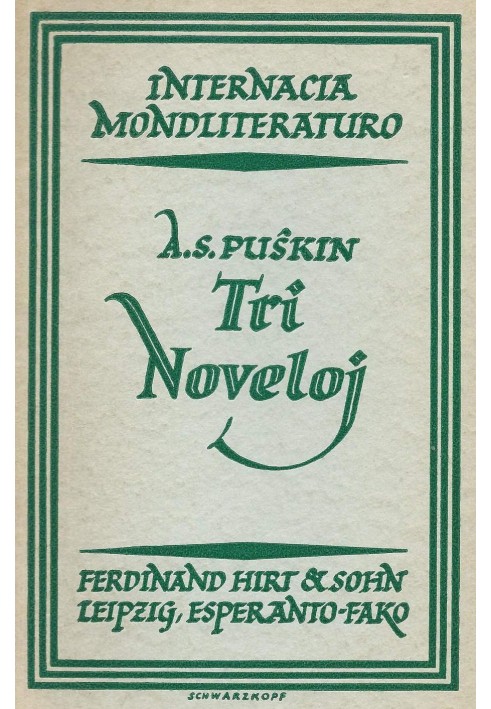 INTERNACIA
MONDLITERATURO
A.S. PUŜKIN
Tri
Noveloj
FERDINAND HIRT & SOHN
LEIPZIG, ESPERANTO-FAKO
SCHWARZKOPF